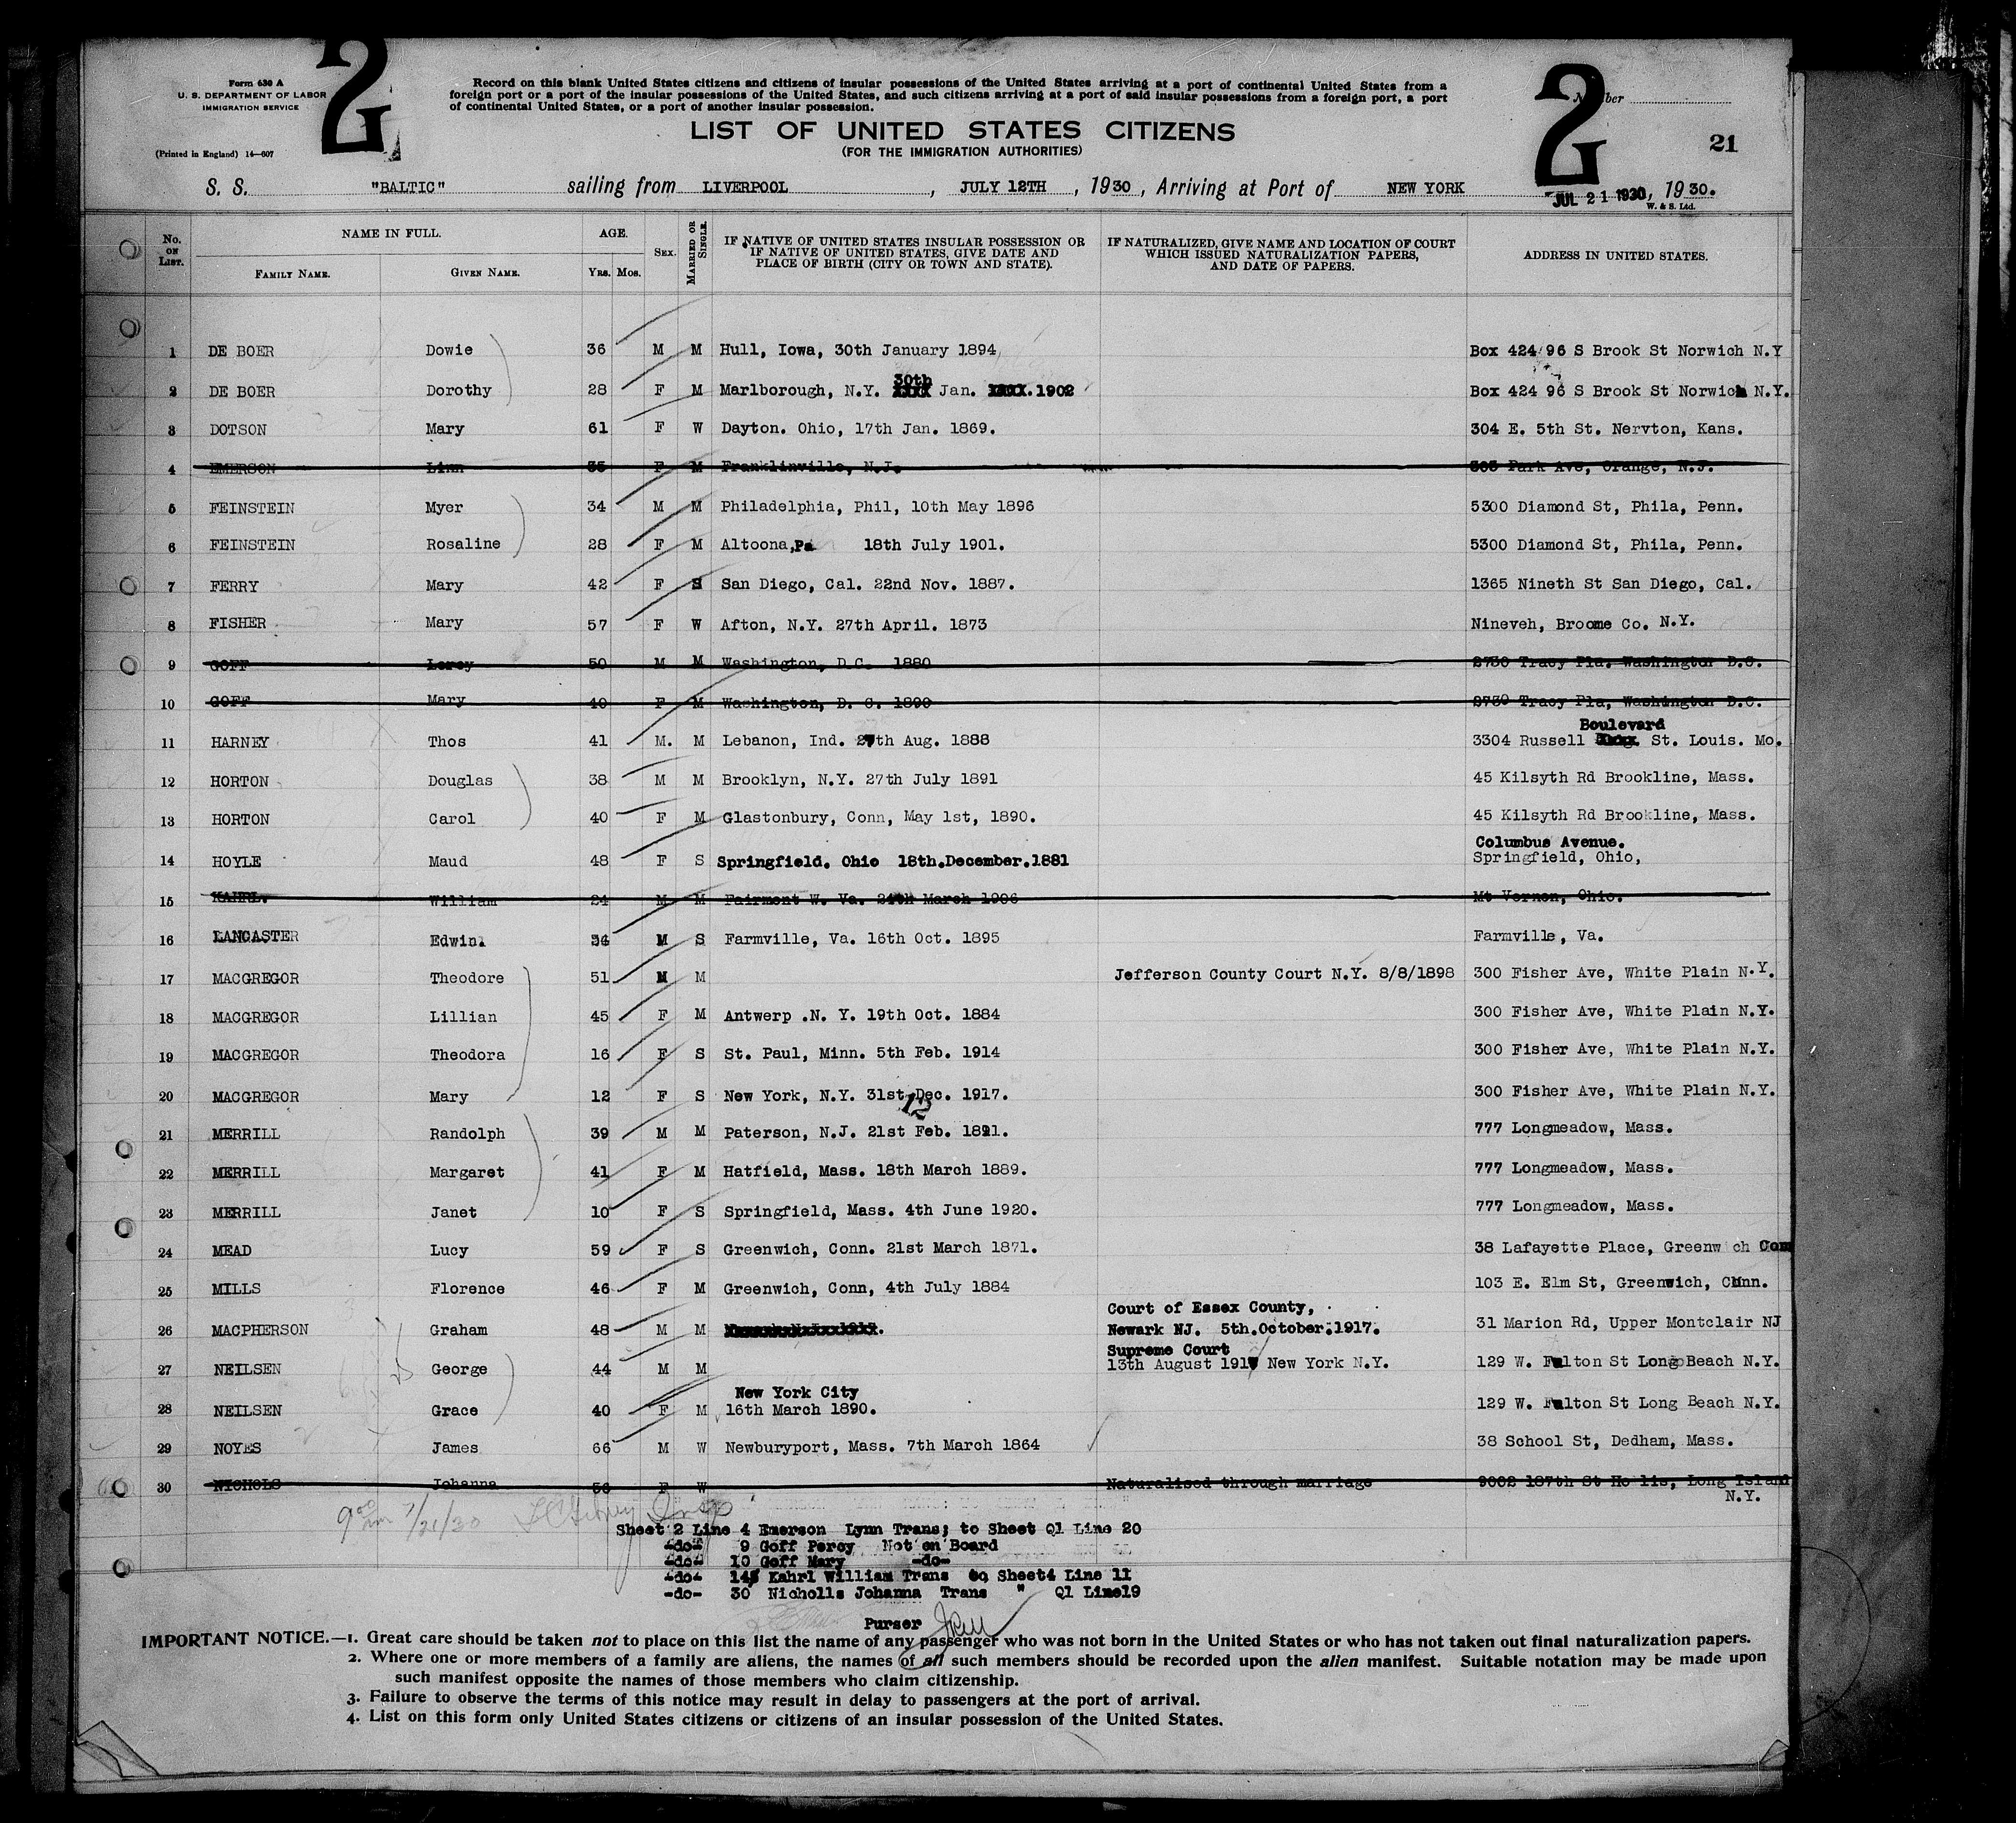 2
2
Form 630 A
U. S. DEPARTMENT OF LABOR
IMMIGRATION SERVICE
(Printed in England) 14—607
Record on this blank United States citizens and citizens of insular possessions of the United States arriving at a port of continental United States from a
foreign port or a port of the insular possessions of the United States, and such citizens arriving at a port of said insular possessions from a foreign port, a port
of continental United States, or a port of another insular possession.
LIST OF UNITED STATES CITIZENS
(FOR THE IMMIGRATION AUTHORITIES)
Number
21
S. S. "BALTIC" sailing from LIVERPOOL, JULY 12TH, 1930, Arriving at Port of NEW YORK JUL 21 1930, 1930.
W. & S. Ltd.
No. ON LIST. NAME IN FULL. FAMILY NAME. GIVEN NAME. AGE. YRS. MOS. SEX. MARRIED OR SINGLE. IF NATIVE OF UNITED STATES INSULAR POSSESSION OR IF NATIVE OF UNITED STATES, GIVE DATE AND PLACE OF BIRTH (CITY OR TOWN AND STATE). IF NATURALIZED, GIVE NAME AND LOCATION OF COURT WHICH ISSUED NATURALIZATION PAPERS, AND DATE OF PAPERS. ADDRESS IN UNITED STATES.
1 DE BOER Dowie 36 M M Hull, Iowa, 30th January 1894 Box 424 96 S Brook St Norwich N.Y
2 DE BOER Dorothy 28 F M Marlborough, N.Y. 30th Jan. 1902 Box 424 96 S Brook St Norwich N.Y.
3 DOTSON Mary 61 F W Dayton. Ohio, 17th Jan. 1869. 304 E. 5th St. Nervton, Kans.
4 EMERSON Linn 35 F M Franklinville, N.J. 303 Park Ave, Orange, N.J.
5 FEINSTEIN Myer 34 M M Philadelphia, Phil, 10th May 1896 5300 Diamond St, Phila, Penn.
6 FEINSTEIN Rosaline 28 F M Altoona, Pa 18th July 1901. 5300 Diamond St, Phila, Penn.
7 FERRY Mary 42 F S San Diego, Cal. 22nd Nov. 1887. 1365 Nineth St San Diego, Cal.
8 FISHER Mary 57 F W Afton, N.Y. 27th April. 1873 Nineveh, Broome Co. N.Y.
9 GOFF Leroy 50 M M Washington, D.C. 1880 2730 Tracy Pla. Washington D.C.
10 GOFF Mary 40 F M Washington, D. C. 1890 2730 Tracy Pla, Washington D.C.
Boulevard
11 HARNEY Thos 41 M. M Lebanon, Ind. 27th Aug. 1888 3304 Russell St. Louis. Mo.
12 HORTON Douglas 38 M M Brooklyn, N.Y. 27th July 1891 45 Kilsyth Rd Brookline, Mass.
13 HORTON Carol 40 F M Glastonbury, Conn, May 1st, 1890. 45 Kilsyth Rd Brookline, Mass.
Columbus Avenue.
14 HOYLE Maud 48 F S Springfield. Ohio 18th.December.1881 Springfield, Ohio,
15 KAHRL. William 24 M M Fairmont W. Va. 24th March 1906 Mt Vernon, Ohio.
16 LANCASTER Edwin. 34 M S Farmville, Va. 16th Oct. 1895 Farmville, Va.
17 MACGREGOR Theodore 51 M M Jefferson County Court N.Y. 8/8/1898 300 Fisher Ave, White Plain N.Y.
18 MACGREGOR Lillian 45 F M Antwerp .N. Y. 19th Oct. 1884 300 Fisher Ave, White Plain N.Y.
19 MACGREGOR Theodora 16 F S St. Paul, Minn. 5th Feb. 1914 300 Fisher Ave, White Plain N.Y.
20 MACGREGOR Mary 12 F S New York, N.Y. 31st Dec. 1917. 300 Fisher Ave, White Plain N.Y.
12
21 MERRILL Randolph 39 M M Paterson, N.J. 21st Feb. 1891. 777 Longmeadow, Mass.
22 MERRILL Margaret 41 F M Hatfield, Mass. 18th March 1889. 777 Longmeadow, Mass.
23 MERRILL Janet 10 F S Springfield, Mass. 4th June 1920. 777 Longmeadow, Mass.
24 MEAD Lucy 59 F S Greenwich, Conn. 21st March 1871. 38 Lafayette Place, Greenwich Con
25 MILLS Florence 46 F M Greenwich, Conn, 4th July 1884 103 E. Elm St, Greenwich, Cnnn.
Court of Essex County,
26 MACPHERSON Graham 48 M M Newark NJ. 5th.October.1917. 31 Marion Rd, Upper Montclair NJ
Supreme Court
27 NEILSEN George 44 M M 13th August 1917 New York N.Y. 129 W. Fulton St Long Beach N.Y.
New York City
28 NEILSEN Grace 40 F M 16th March 1890. 129 W. Fulton St Long Beach N.Y.
29 NOYES James 66 M W Newburyport, Mass. 7th March 1864 38 School St, Dedham, Mass.
30 NICHOLS Johanna 56 F W Naturalised through marriage 9002 187th St Hollis, Long Island
N.Y.
9 00 am 7/21/30 Insp
Sheet 2 Line 4 Emerson Lynn Trans; to Sheet Q1 Line 20
-do- 9 Goff Percy Not on Board
-do- 10 Goff Mary -do-
-do- 145 Kahrl William Trans to Sheet4 Line 11
-do- 30 Nicholls Johanna Trans " Q1 Line19
Purser
IMPORTANT NOTICE.—1. Great care should be taken not to place on this list the name of any passenger who was not born in the United States or who has not taken out final naturalization papers.
2. Where one or more members of a family are aliens, the names of all such members should be recorded upon the alien manifest. Suitable notation may be made upon
such manifest opposite the names of those members who claim citizenship.
3. Failure to observe the terms of this notice may result in delay to passengers at the port of arrival.
4. List on this form only United States citizens or citizens of an insular possession of the United States.